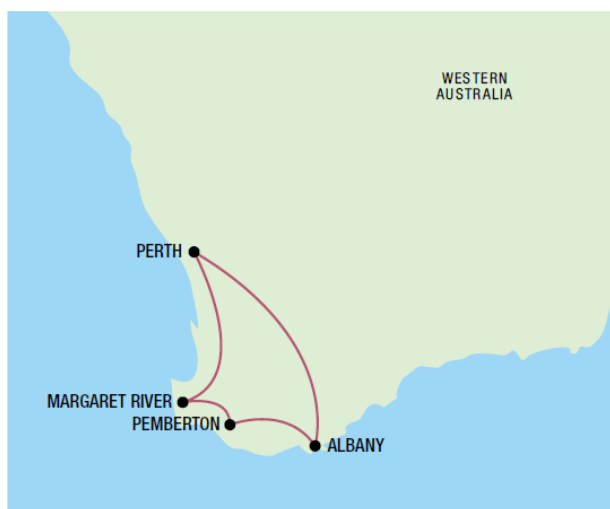 WESTERN
AUSTRALIA
PERTH
MARGARET RIVER
PEMBERTON
ALBANY